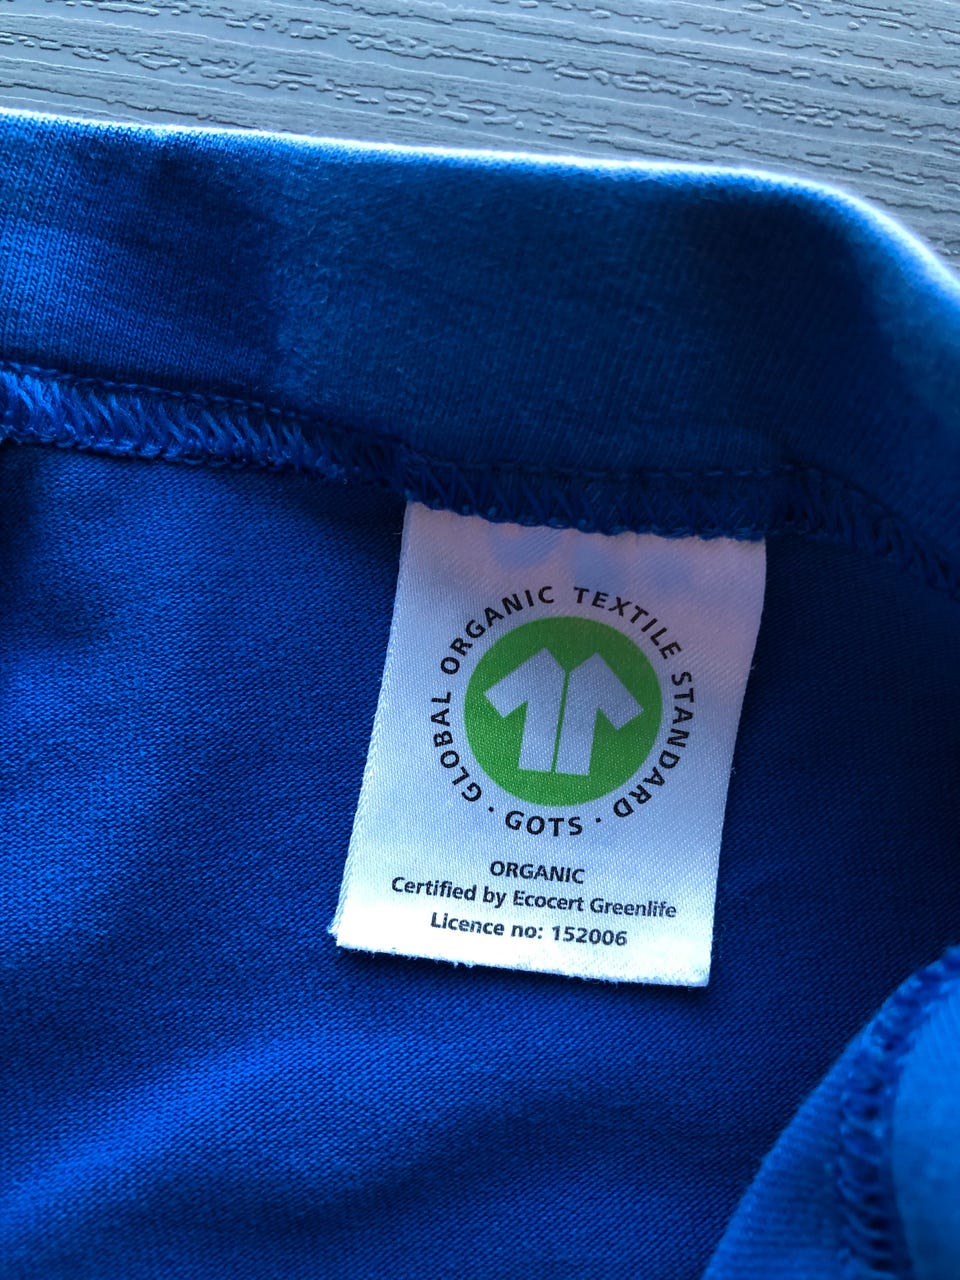 GLOBAL ORGANIC TEXTILE STANDARD
· GOTS ·
ORGANIC
Certified by Ecocert Greenlife
Licence no: 152006